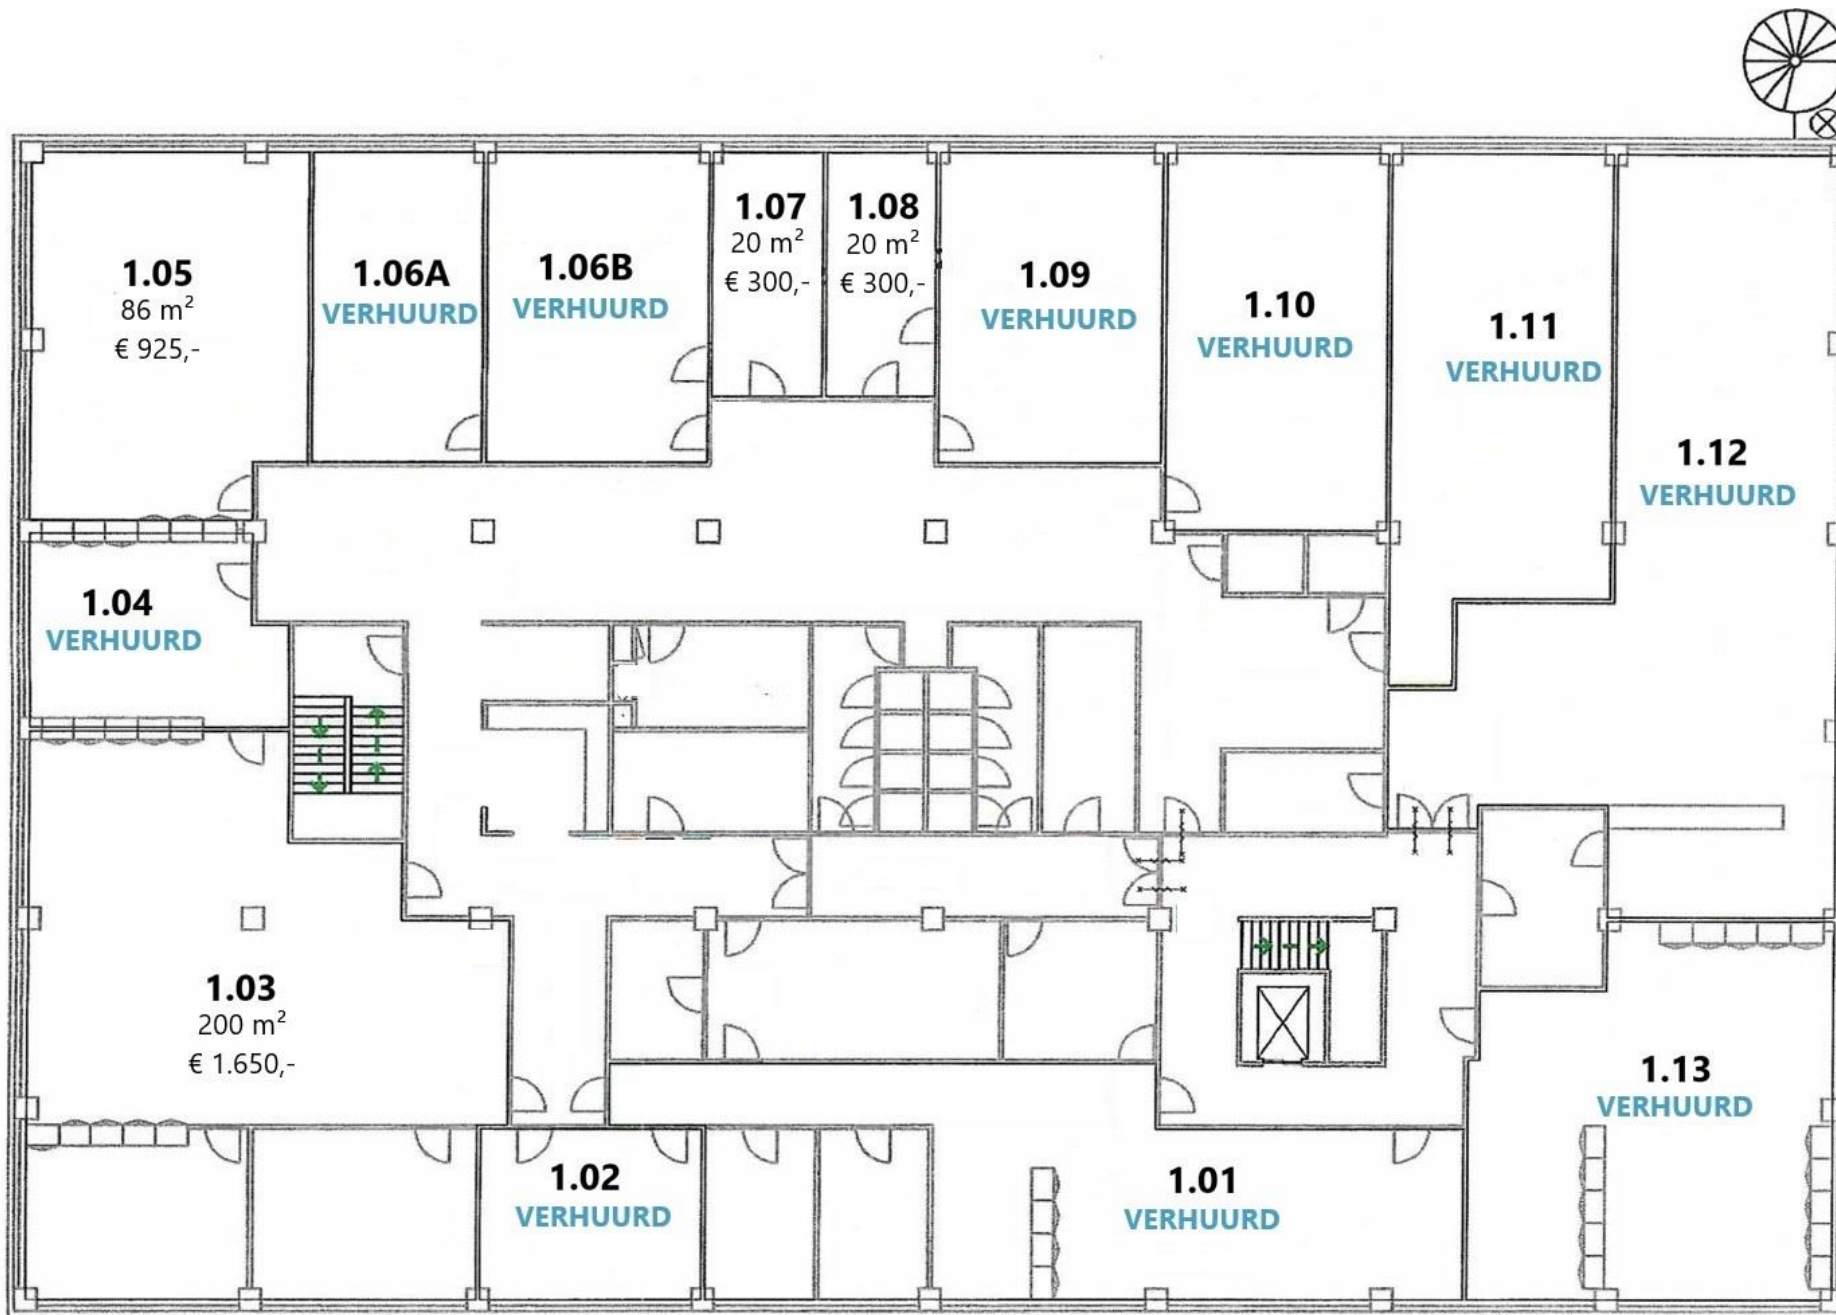 1.05
86 m²
€ 925,-
1.06A
VERHUURD
1.06B
VERHUURD
1.07
20 m²
€ 300,-
1.08
20 m²
€ 300,-
1.09
VERHUURD
1.10
VERHUURD
1.11
VERHUURD
1.12
VERHUURD
1.04
VERHUURD
1.03
200 m²
€ 1.650,-
1.02
VERHUURD
1.01
VERHUURD
1.13
VERHUURD